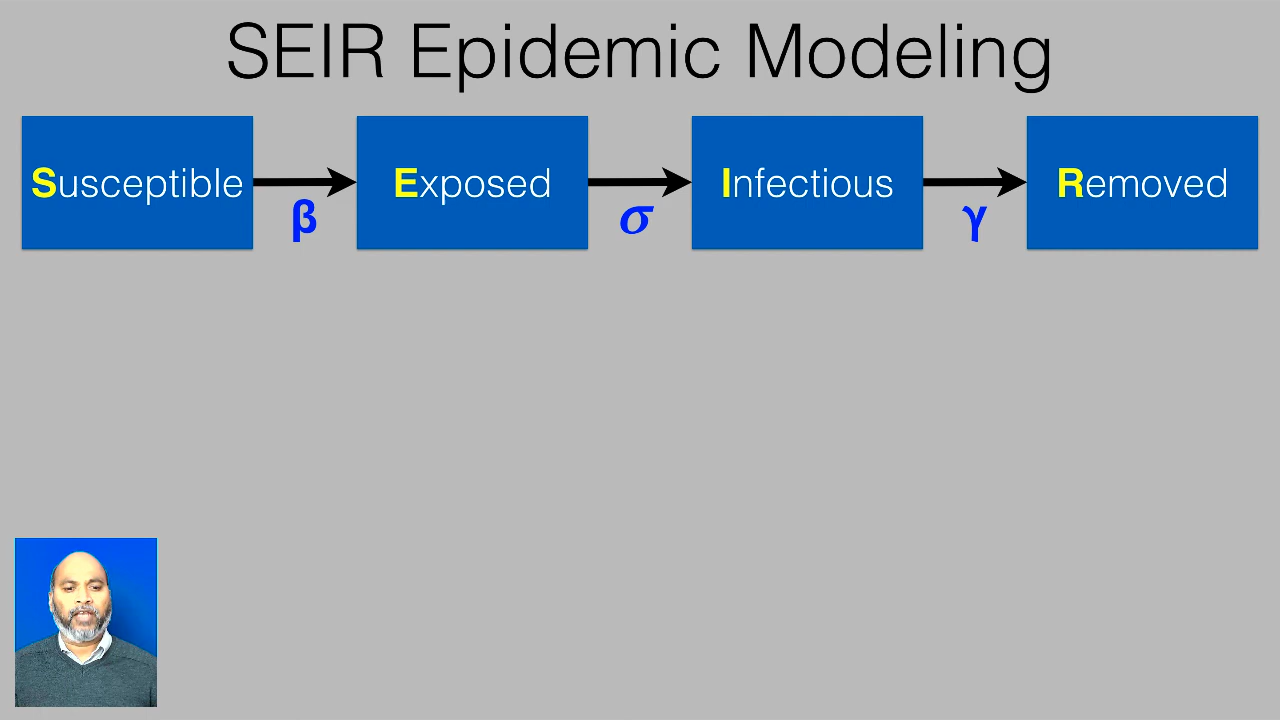 SEIR Epidemic Modeling
Susceptible
Exposed
Infectious
Removed
β
σ
γ